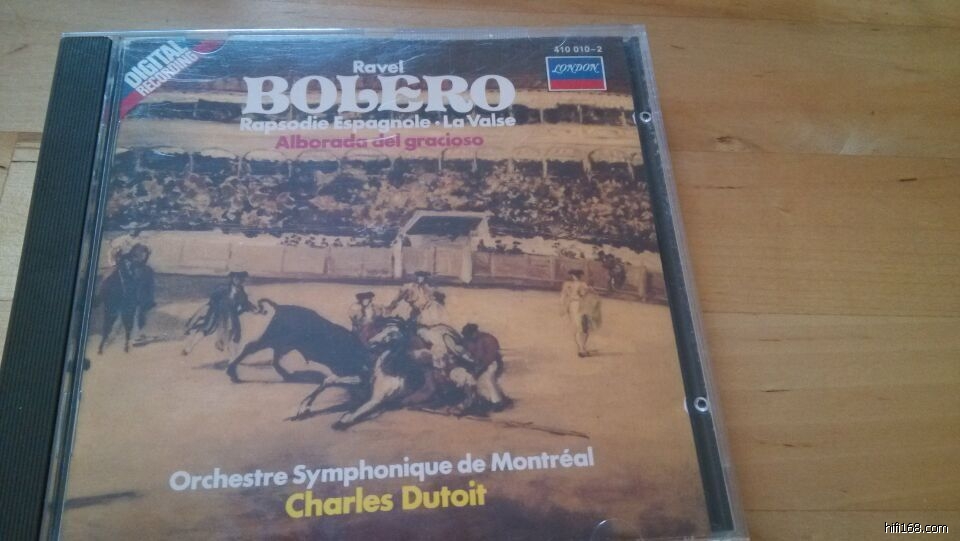 DIGITAL
RECORDING
410 010-2
LONDON
Ravel
BOLERO
Rapsodie Espagnole · La Valse
Alborada del gracioso
Orchestre Symphonique de Montréal
Charles Dutoit
hifi168.com